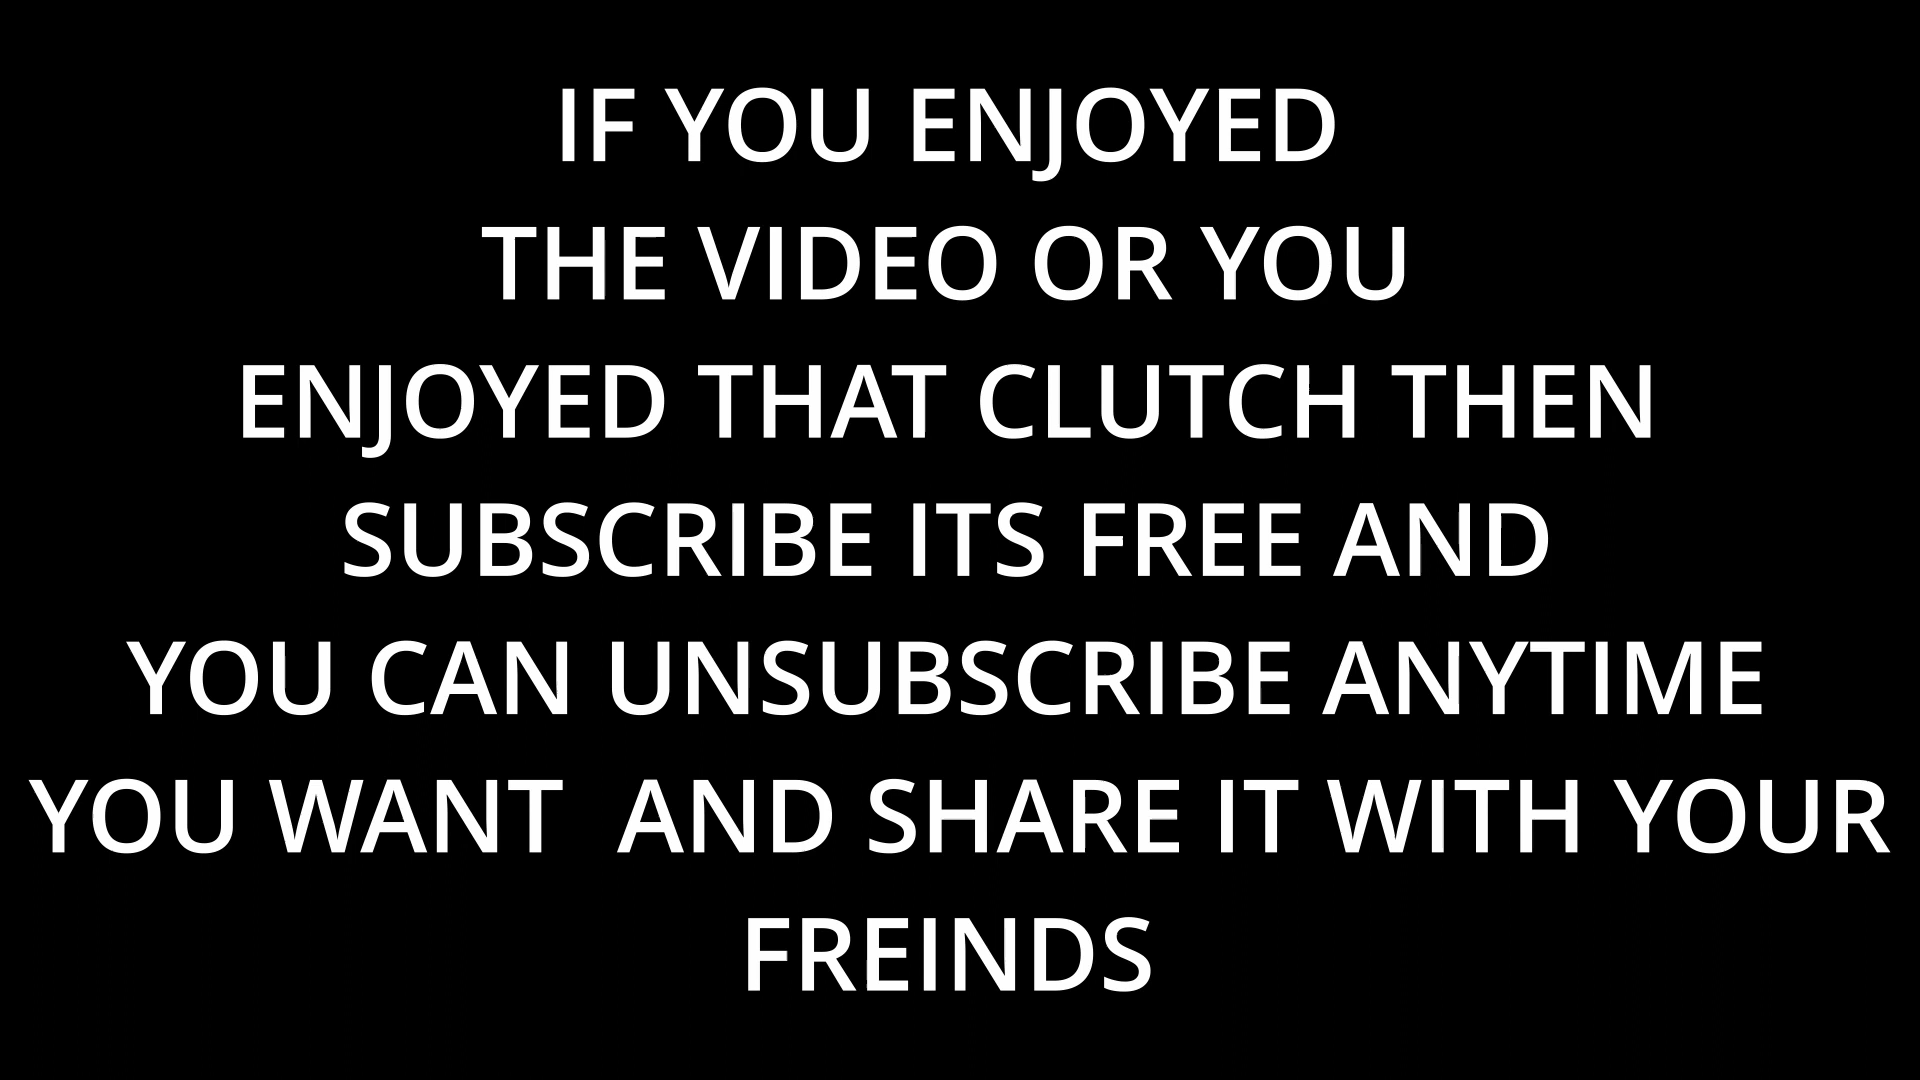 IF YOU ENJOYED
THE VIDEO OR YOU
ENJOYED THAT CLUTCH THEN
SUBSCRIBE ITS FREE AND
YOU CAN UNSUBSCRIBE ANYTIME
YOU WANT  AND SHARE IT WITH YOUR
FREINDS